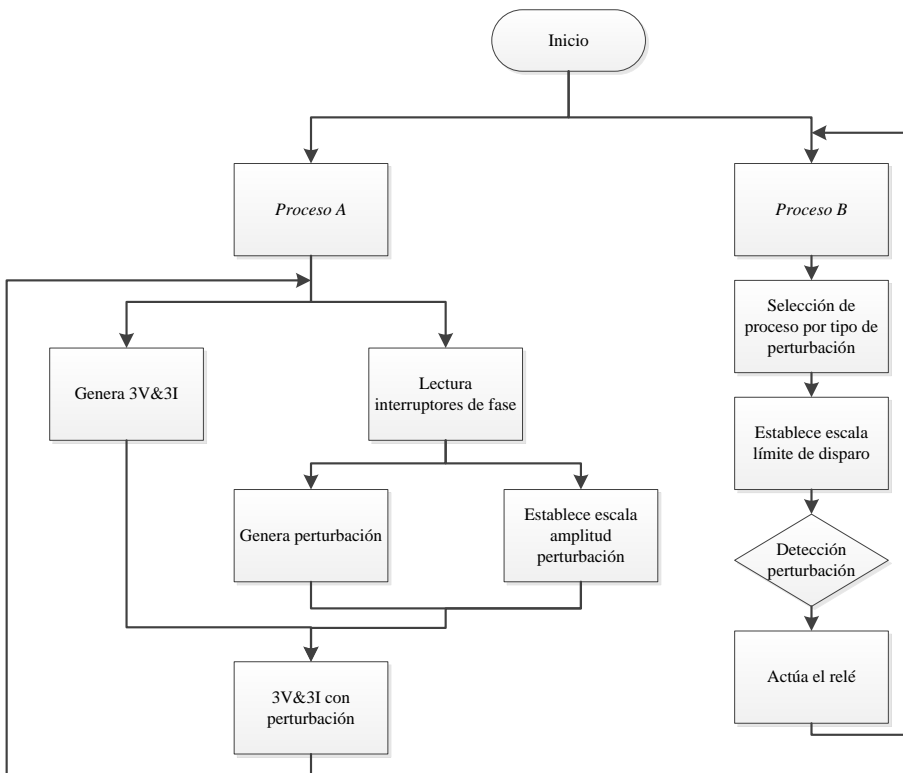 Inicio
Proceso A
Proceso B
Selección de
proceso por tipo de
perturbación
Genera 3V&3I
Lectura
interruptores de fase
Establece escala
límite de disparo
Genera perturbación
Establece escala
amplitud
perturbación
Detección
perturbación
3V&3I con
perturbación
Actúa el relé